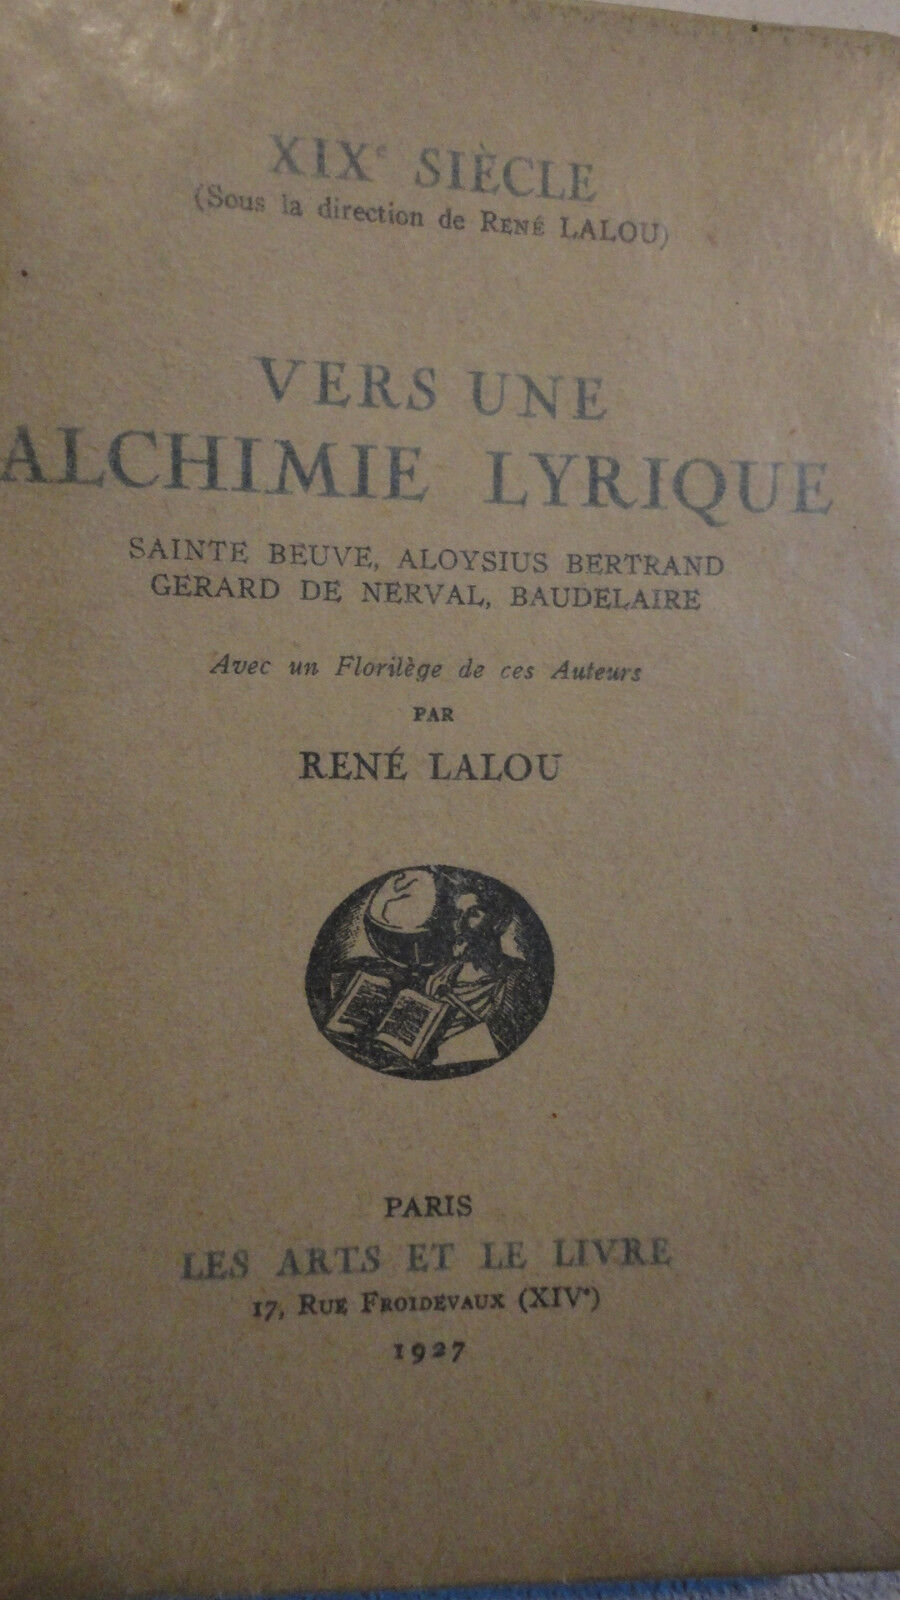 XIXe SIÈCLE
(Sous la direction de RENÉ LALOU)
VERS UNE
ALCHIMIE LYRIQUE
SAINTE BEUVE, ALOYSIUS BERTRAND
GERARD DE NERVAL, BAUDELAIRE
Avec un Florilège de ces Auteurs
PAR
RENÉ LALOU
PARIS
LES ARTS ET LE LIVRE
17, RUE FROIDEVAUX (XIVe)
1927